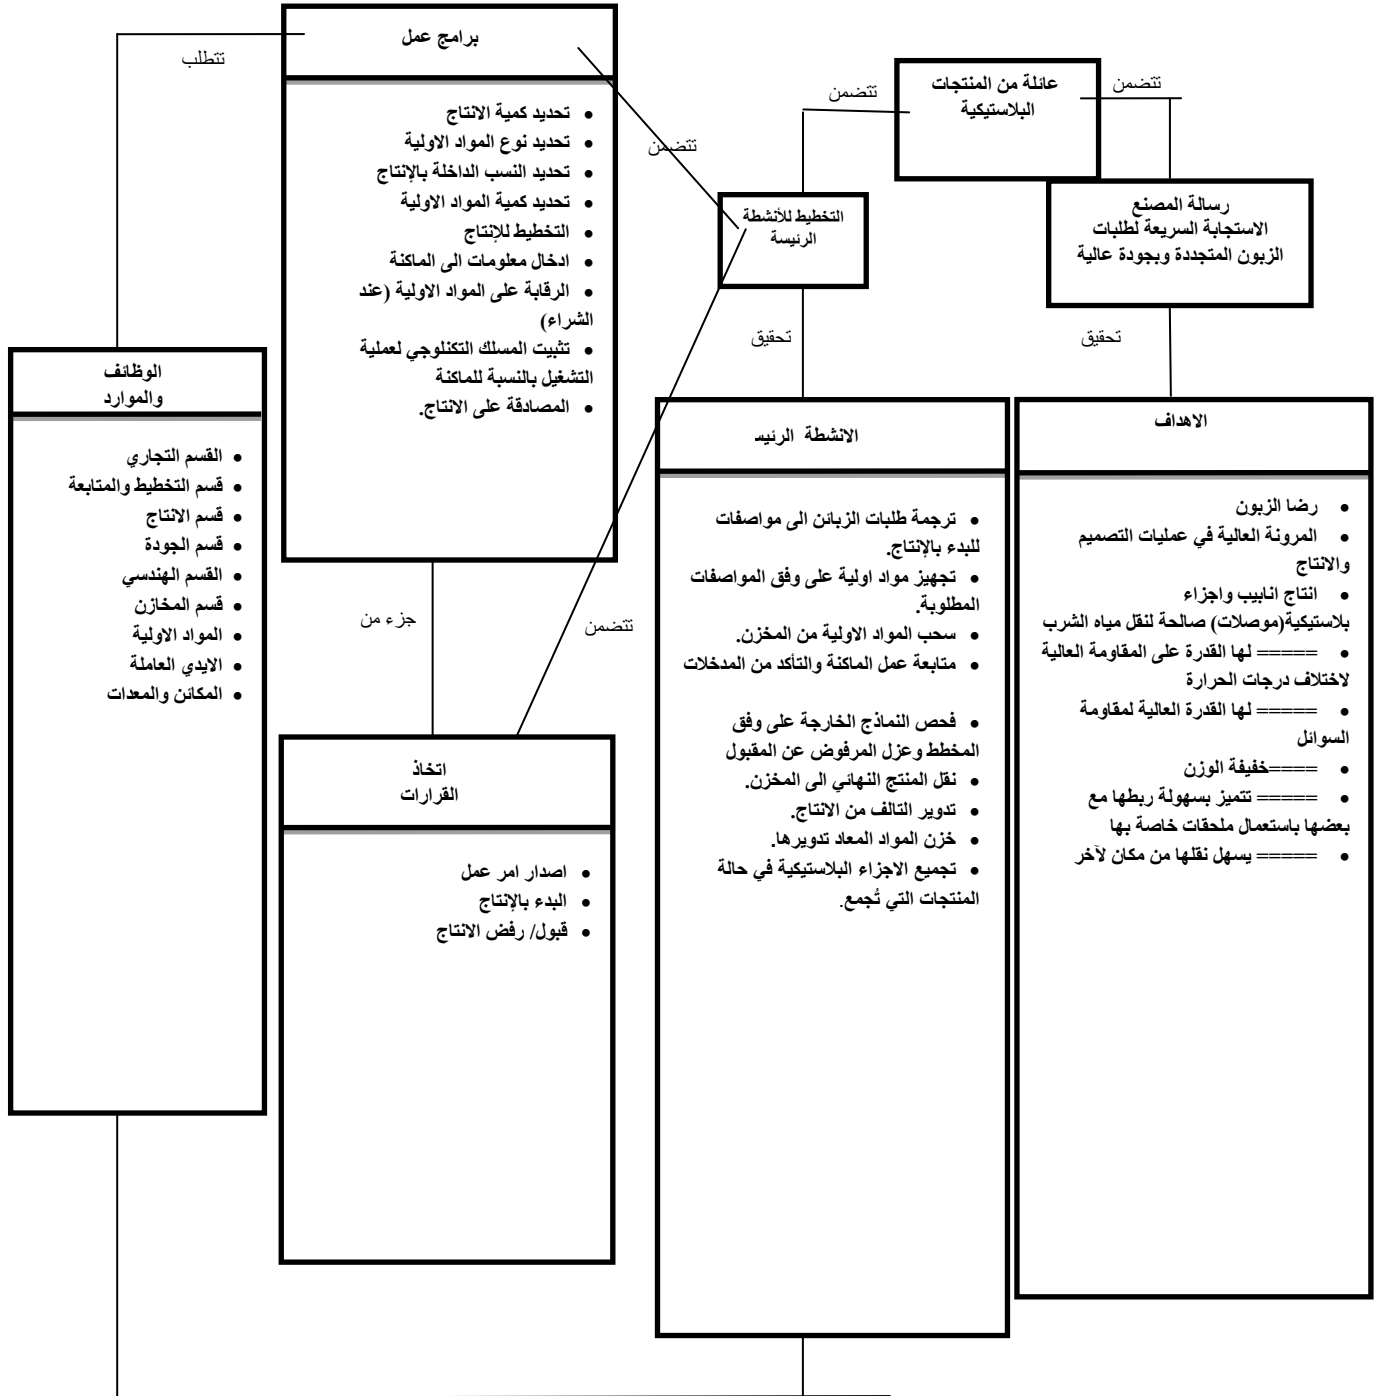 برامج عمل
تتطلب
تحديد كمية الانتاج
تحديد نوع المواد الاولية
تحديد النسب الداخلة بالإنتاج
تحديد كمية المواد الاولية
التخطيط للإنتاج
ادخال معلومات الى الماكنة
الرقابة على المواد الاولية (عند
الشراء)
تثبيت المسلك التكنلوجي لعملية
التشغيل بالنسبة للماكنة
المصادقة على الانتاج.
عائلة من المنتجات
البلاستيكية
تتضمن
تتضمن
تتضمن
رسالة المصنع
الاستجابة السريعة لطلبات
الزبون المتجددة وبجودة عالية
التخطيط للأنشطة
الرئيسة
تحقيق
تحقيق
الاهداف
رضا الزبون
المرونة العالية في عمليات التصميم
والانتاج
انتاج انابيب واجزاء
بلاستيكية(موصلات) صالحة لنقل مياه الشرب
===== لها القدرة على المقاومة العالية
لاختلاف درجات الحرارة
===== لها القدرة العالية لمقاومة
السوائل
====خفيفة الوزن
===== تتميز بسهولة ربطها مع
بعضها باستعمال ملحقات خاصة بها
===== يسهل نقلها من مكان لآخر
الانشطة الرئيس
ترجمة طلبات الزبائن الى مواصفات
للبدء بالإنتاج.
تجهيز مواد اولية على وفق المواصفات
المطلوبة.
سحب المواد الاولية من المخزن.
متابعة عمل الماكنة والتأكد من المدخلات
فحص النماذج الخارجة على وفق
المخطط وعزل المرفوض عن المقبول
نقل المنتج النهائي الى المخزن.
تدوير التالف من الانتاج.
خزن المواد المعاد تدويرها.
تجميع الاجزاء البلاستيكية في حالة
المنتجات التي تُجمع.
الوظائف
والموارد
القسم التجاري
قسم التخطيط والمتابعة
قسم الانتاج
قسم الجودة
القسم الهندسي
قسم المخازن
المواد الاولية
الايدي العاملة
المكائن والمعدات
جزء من
تتضمن
اتخاذ
القرارات
اصدار امر عمل
البدء بالإنتاج
قبول/ رفض الانتاج